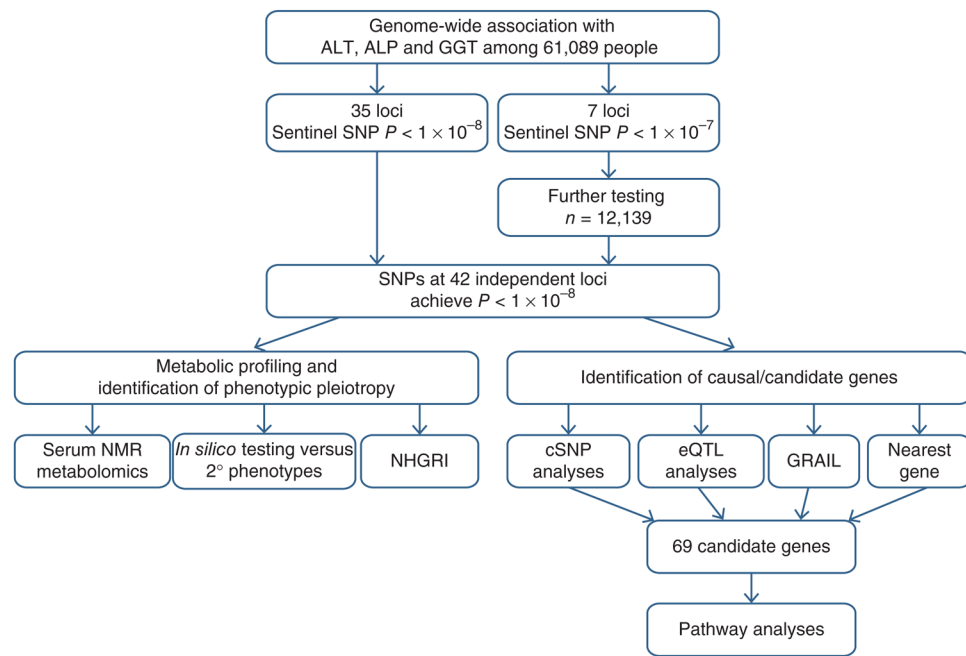 Genome-wide association with
ALT, ALP and GGT among 61,089 people
35 loci
Sentinel SNP P < 1 × 10⁻⁸
7 loci
Sentinel SNP P < 1 × 10⁻⁷
Further testing
n = 12,139
SNPs at 42 independent loci
achieve P < 1 × 10⁻⁸
Metabolic profiling and
identification of phenotypic pleiotropy
Identification of causal/candidate genes
Serum NMR
metabolomics
In silico testing versus
2° phenotypes
NHGRI
cSNP
analyses
eQTL
analyses
GRAIL
Nearest
gene
69 candidate genes
Pathway analyses